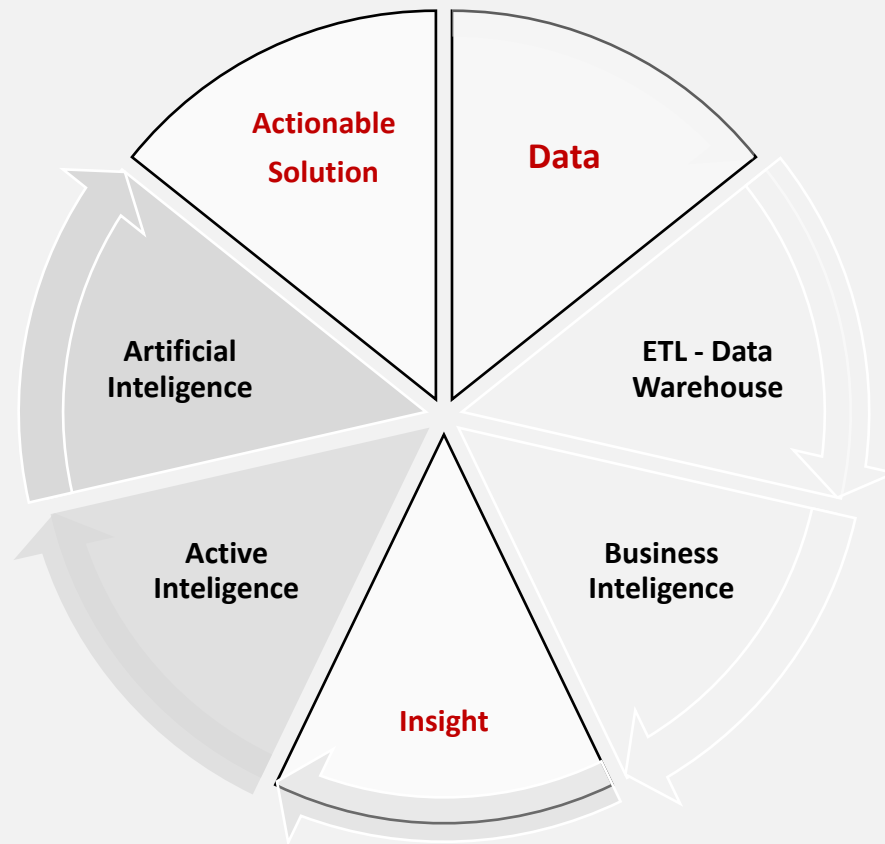 Actionable
Solution
Data
ETL - Data
Warehouse
Business
Inteligence
Insight
Active
Inteligence
Artificial
Inteligence